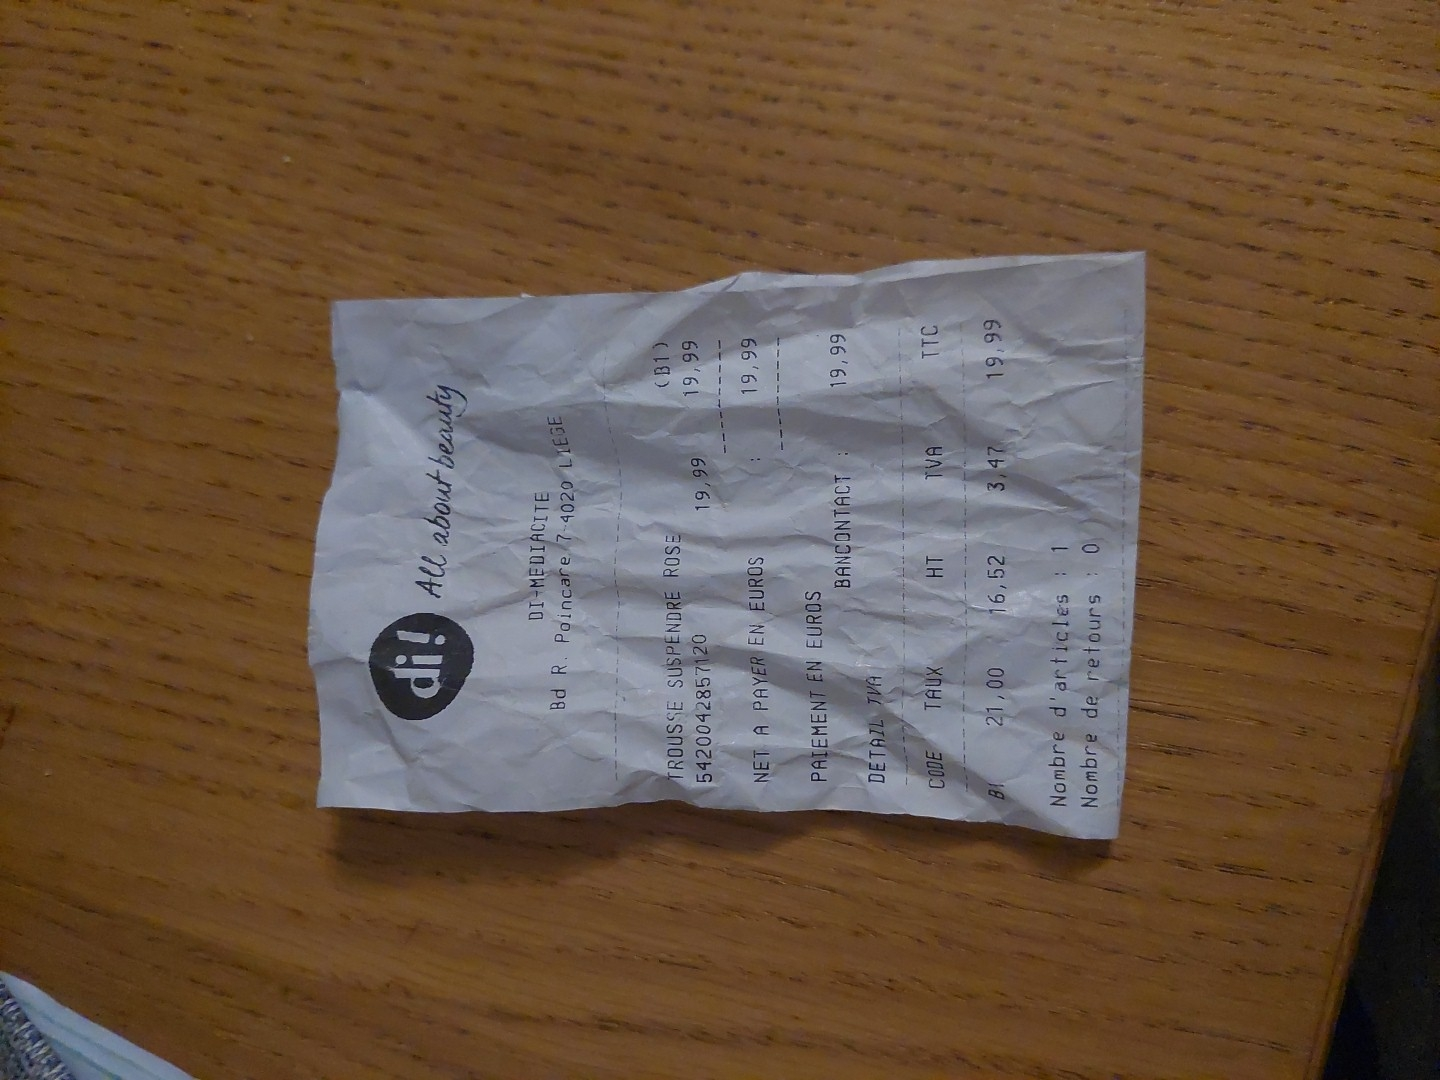 di! All about beauty
DI-MEDIACITE
Bd R. Poincare,7-4020 LIEGE
(B1)
TROUSSE SUSPENDRE ROSE
5420042857120 19,99 19,99
NET A PAYER EN EUROS : 19,99
PAIEMENT EN EUROS
BANCONTACT : 19,99
DETAIL TVA
CODE TAUX HT TVA TTC
B1 21,00 16,52 3,47 19,99
Nombre d'articles : 1
Nombre de retours : 0